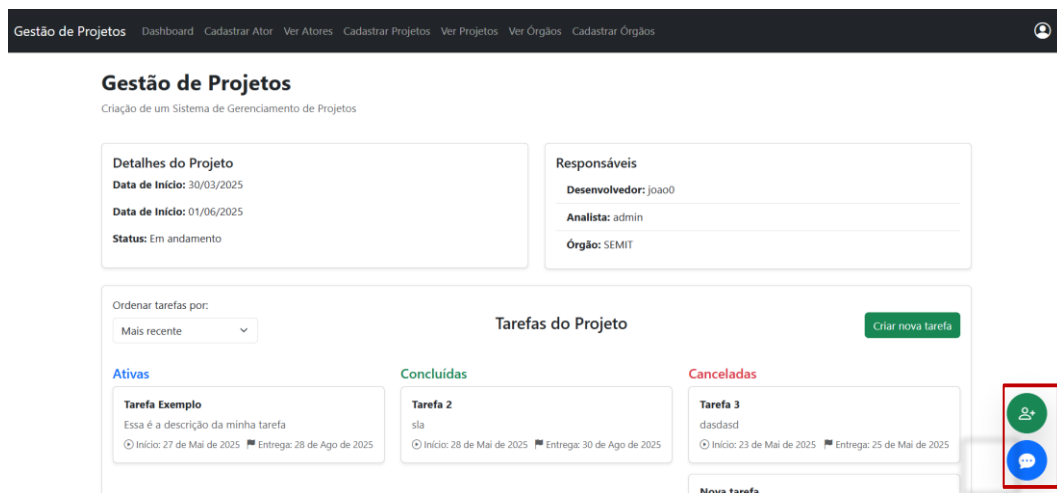 Gestão de Projetos Dashboard Cadastrar Ator Ver Atores Cadastrar Projetos Ver Projetos Ver Órgãos Cadastrar Órgãos
Gestão de Projetos
Criação de um Sistema de Gerenciamento de Projetos
Detalhes do Projeto
Data de Início: 30/03/2025
Data de Início: 01/06/2025
Status: Em andamento
Responsáveis
Desenvolvedor: joao0
Analista: admin
Órgão: SEMIT
Ordenar tarefas por:
Mais recente
Tarefas do Projeto
Criar nova tarefa
Ativas
Tarefa Exemplo
Essa é a descrição da minha tarefa
Início: 27 de Mai de 2025 Entrega: 28 de Ago de 2025
Concluídas
Tarefa 2
sla
Início: 28 de Mai de 2025 Entrega: 30 de Ago de 2025
Canceladas
Tarefa 3
dasdasd
Início: 23 de Mai de 2025 Entrega: 25 de Mai de 2025
Nova tarefa